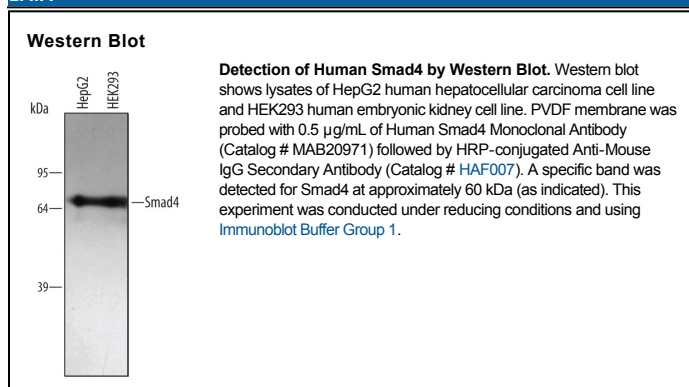 Western Blot
HepG2
HEK293
kDa
95
64
39
Smad4
Detection of Human Smad4 by Western Blot. Western blot
shows lysates of HepG2 human hepatocellular carcinoma cell line
and HEK293 human embryonic kidney cell line. PVDF membrane was
probed with 0.5 µg/mL of Human Smad4 Monoclonal Antibody
(Catalog # MAB20971) followed by HRP-conjugated Anti-Mouse
IgG Secondary Antibody (Catalog # HAF007). A specific band was
detected for Smad4 at approximately 60 kDa (as indicated). This
experiment was conducted under reducing conditions and using
Immunoblot Buffer Group 1.